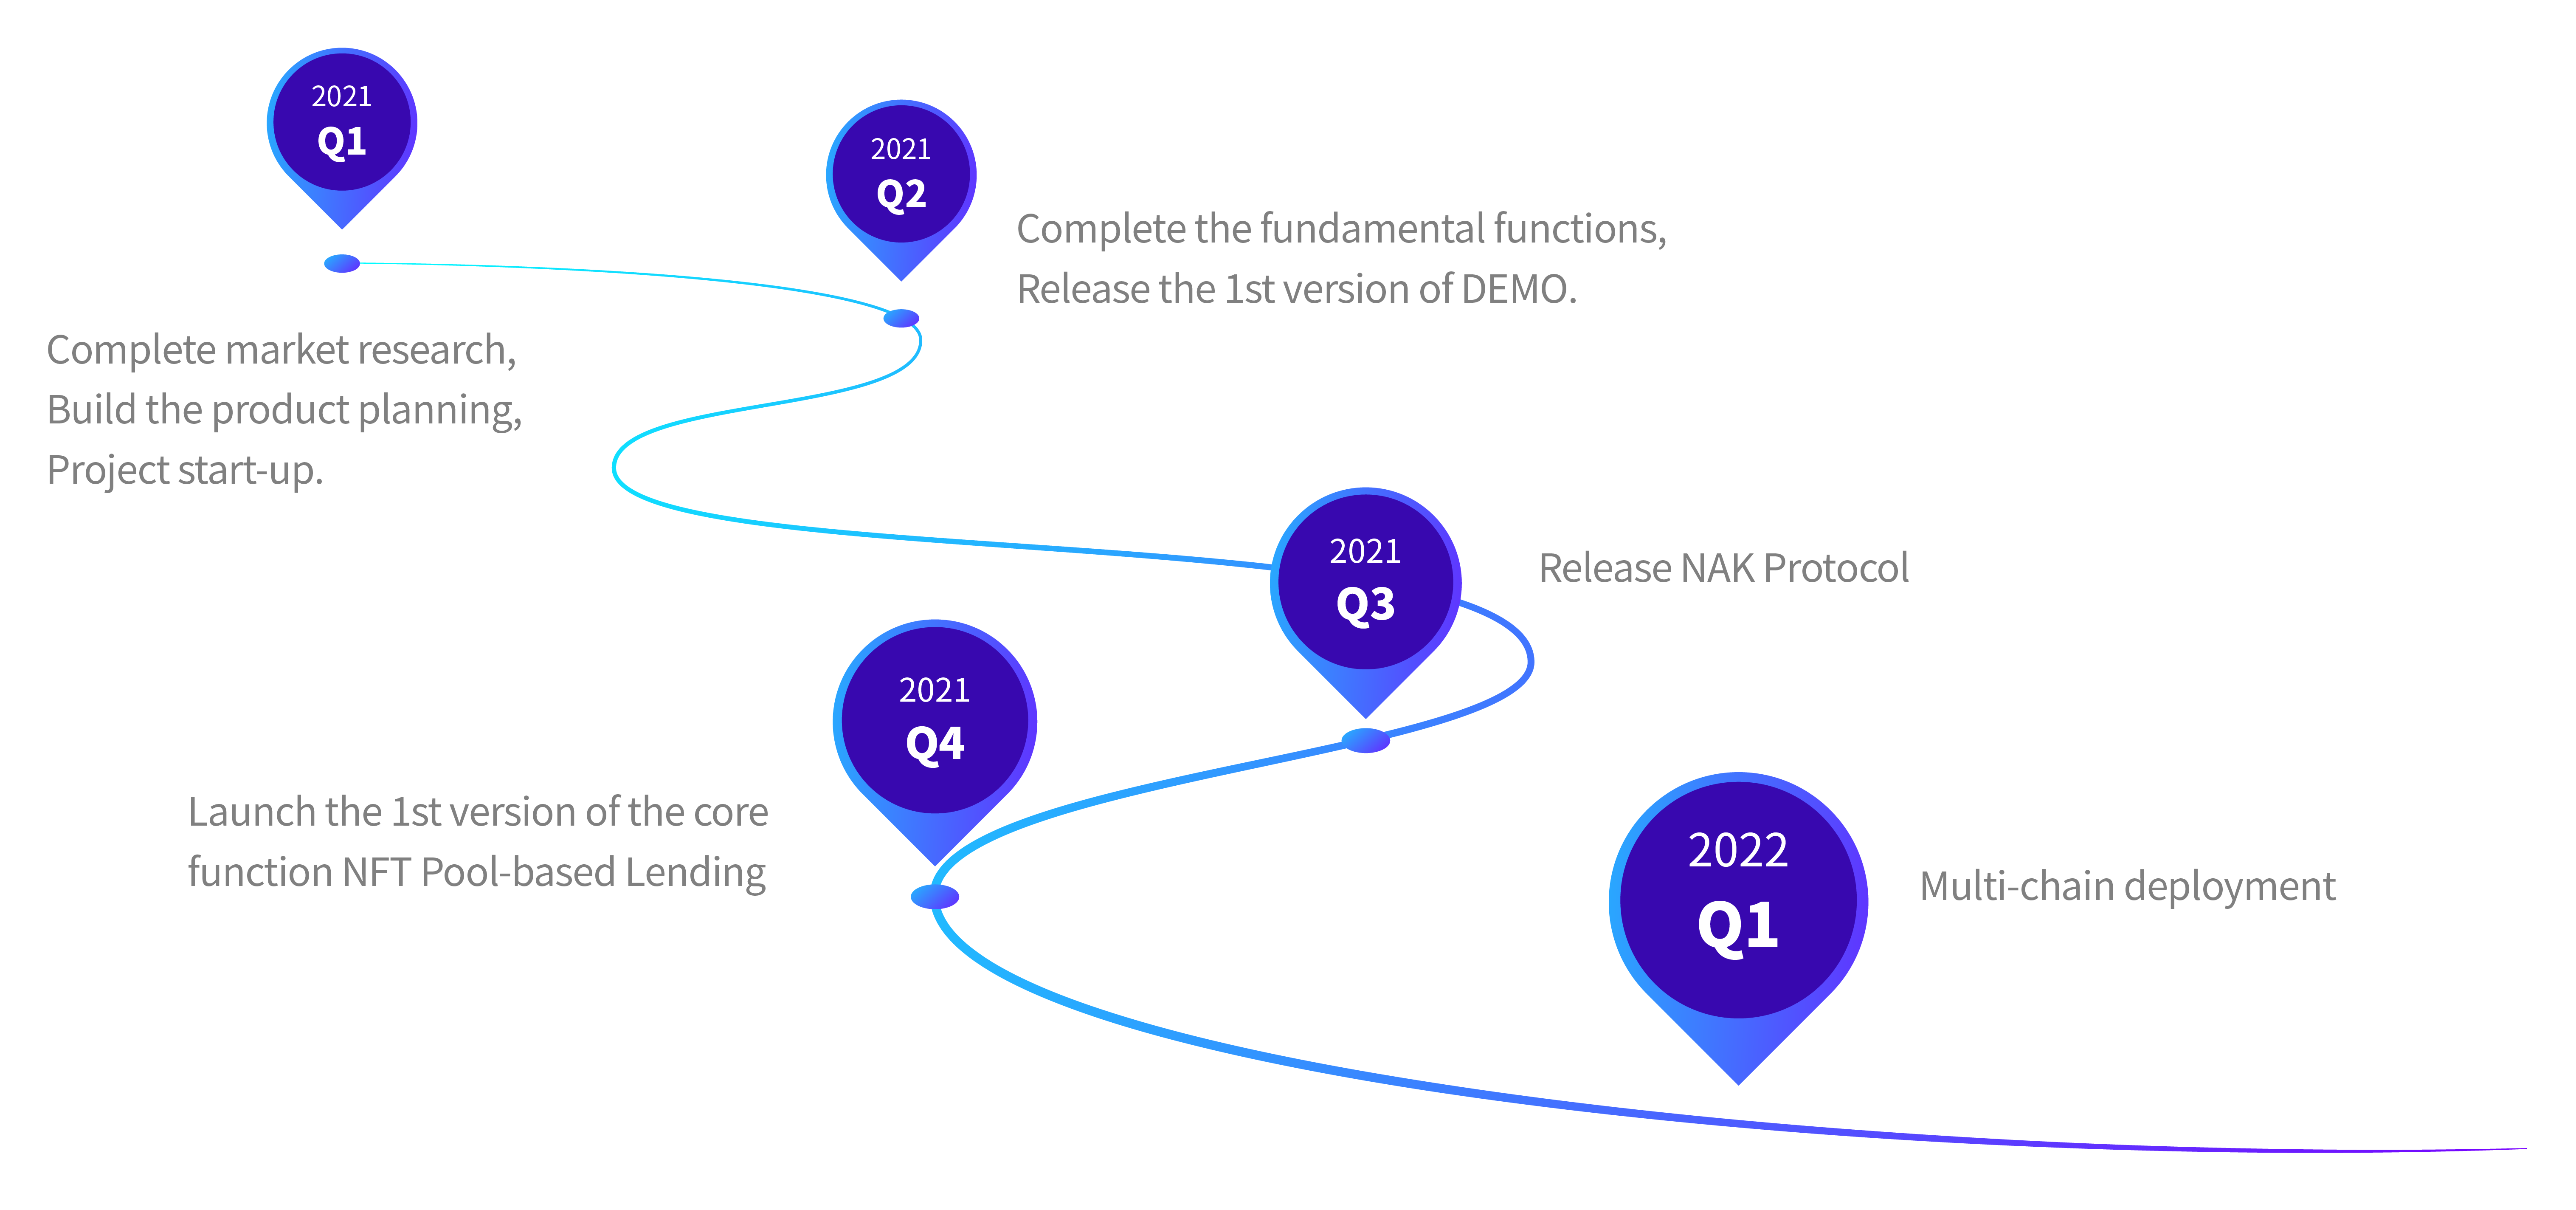 2021
Q1
Complete market research,
Build the product planning,
Project start-up.
2021
Q2
Complete the fundamental functions,
Release the 1st version of DEMO.
2021
Q3
Release NAK Protocol
2021
Q4
Launch the 1st version of the core
function NFT Pool-based Lending
2022
Q1
Multi-chain deployment